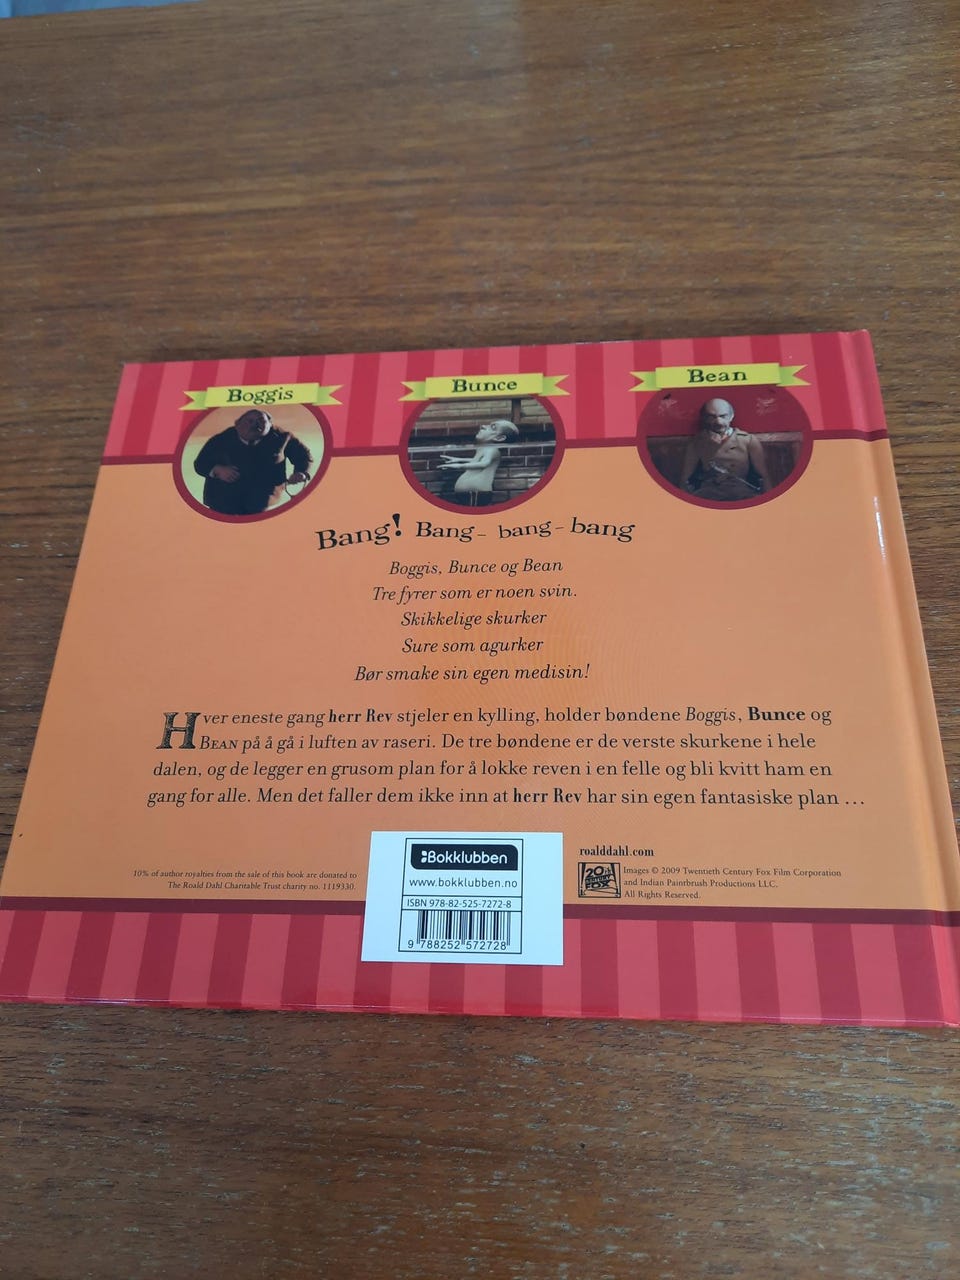 Boggis
Bunce
Bean
Bang! Bang- bang-bang
Boggis, Bunce og Bean
Tre fyrer som er noen svin.
Skikkelige skurker
Sure som agurker
Bør smake sin egen medisin!
Hver eneste gang herr Rev stjeler en kylling, holder bøndene Boggis, Bunce og
BEAN på å gå i luften av raseri. De tre bøndene er de verste skurkene i hele
dalen, og de legger en grusom plan for å lokke reven i en felle og bli kvitt ham en
gang for alle. Men det faller dem ikke inn at herr Rev har sin egen fantasiske plan …
10% of author royalties from the sale of this book are donated to
The Roald Dahl Charitable Trust charity no. 1119330.
Bokklubben
www.bokklubben.no
ISBN 978-82-525-7272-8
9 788252 572728
roalddahl.com
20th CENTURY FOX
Images © 2009 Twentieth Century Fox Film Corporation
and Indian Paintbrush Productions LLC.
All Rights Reserved.